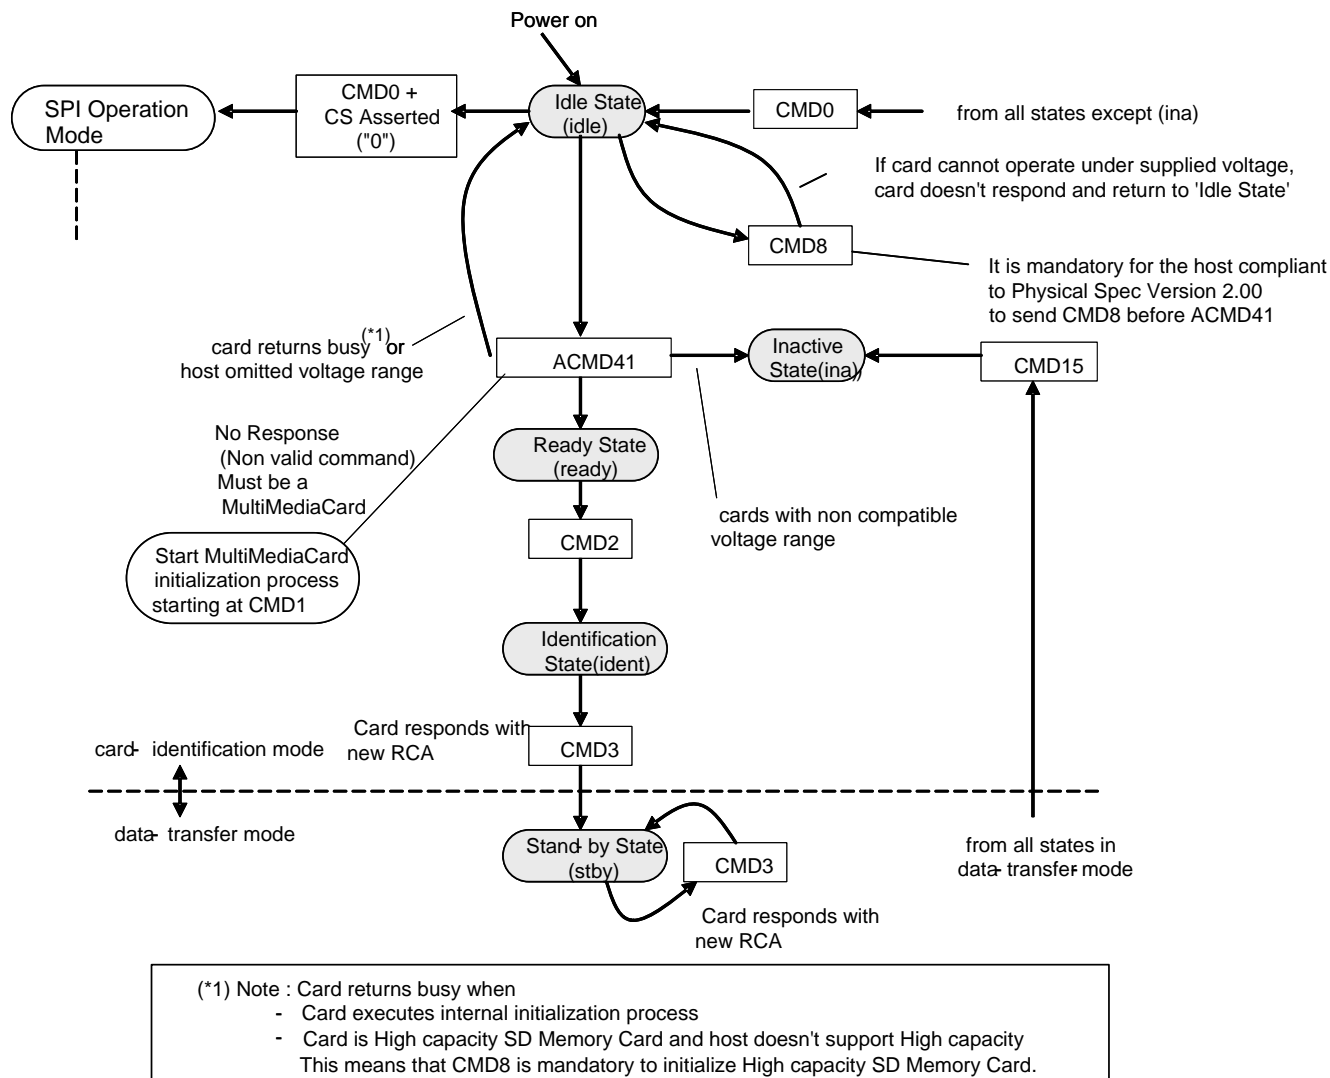 Power on
SPI Operation
Mode
CMD0 +
CS Asserted
("0")
Idle State
(idle)
CMD0
from all states except (ina)
If card cannot operate under supplied voltage,
card doesn't respond and return to 'Idle State'
CMD8
It is mandatory for the host compliant
to Physical Spec Version 2.00
to send CMD8 before ACMD41
card returns busy (*1) or
host omitted voltage range
ACMD41
Inactive
State(ina)
CMD15
No Response
(Non valid command)
Must be a
MultiMediaCard
Ready State
(ready)
cards with non compatible
voltage range
CMD2
Start MultiMediaCard
initialization process
starting at CMD1
Identification
State(ident)
Card responds with
new RCA
CMD3
card- identification mode
data- transfer mode
Stand-by State
(stby)
CMD3
from all states in
data-transfer-mode
Card responds with
new RCA
(*1) Note : Card returns busy when
- Card executes internal initialization process
- Card is High capacity SD Memory Card and host doesn't support High capacity
This means that CMD8 is mandatory to initialize High capacity SD Memory Card.